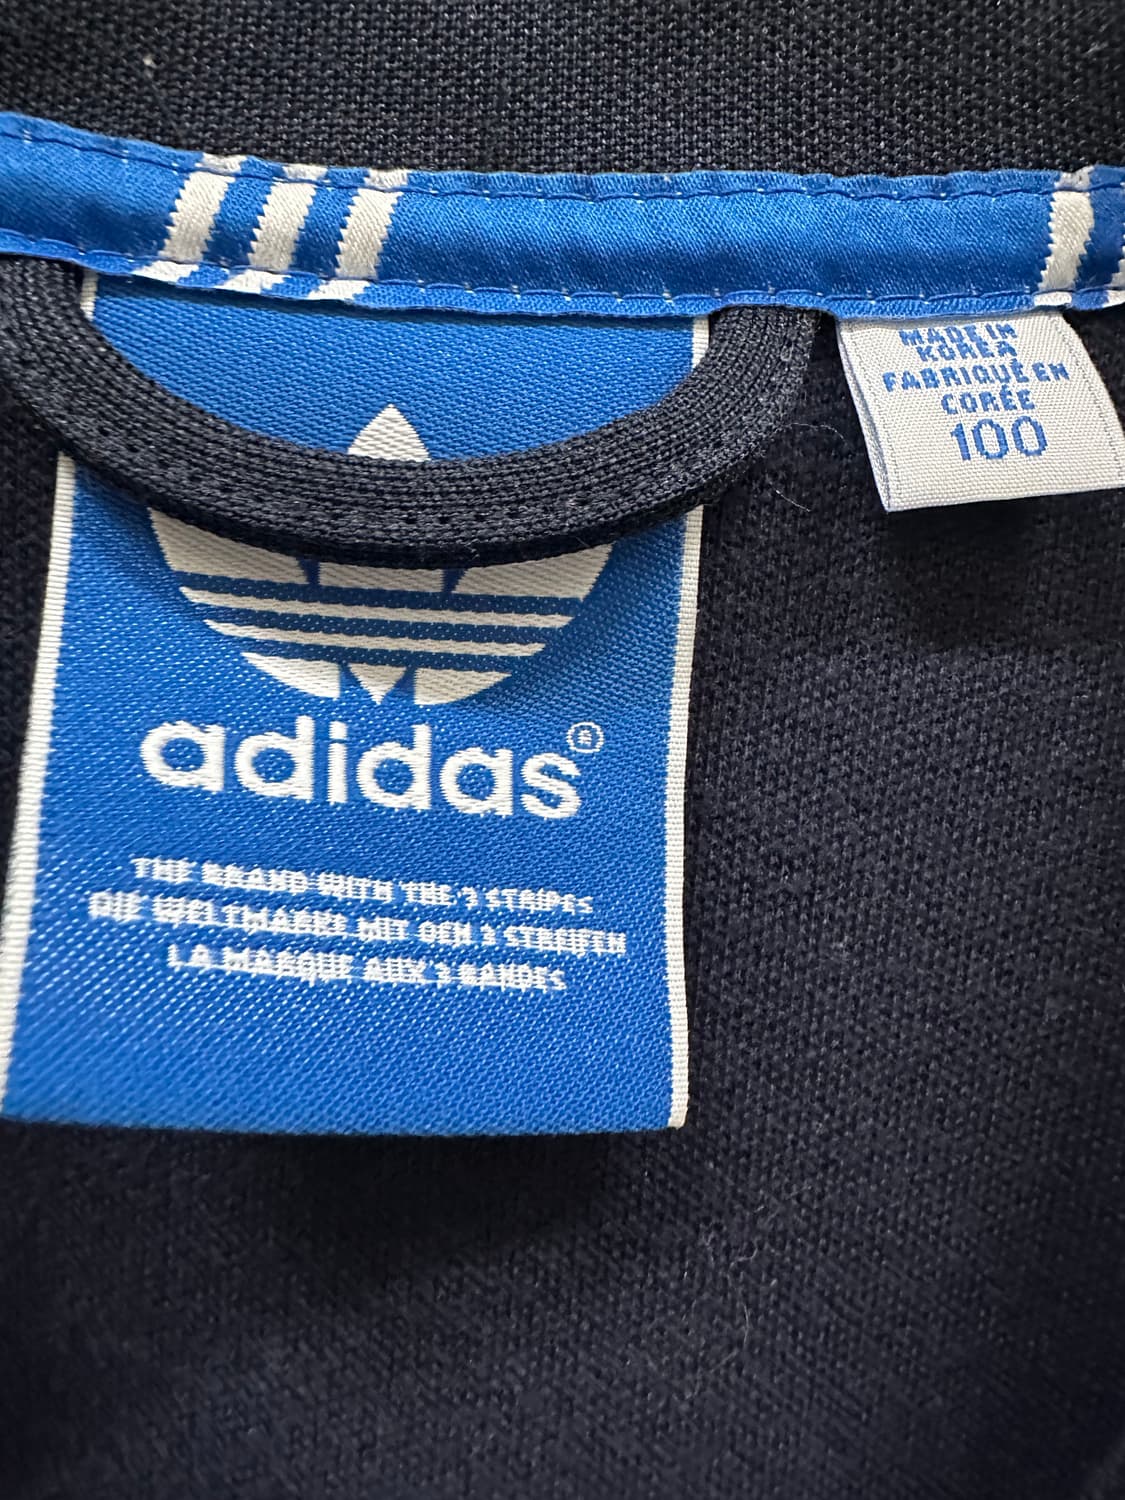 MADE IN
KOREA
FABRIQUÉ EN
CORÉE
100
adidas®
THE BRAND WITH THE 3 STRIPES
DIE WELTMARKE MIT DEN 3 STREIFEN
LA MARQUE AUX 3 BANDES